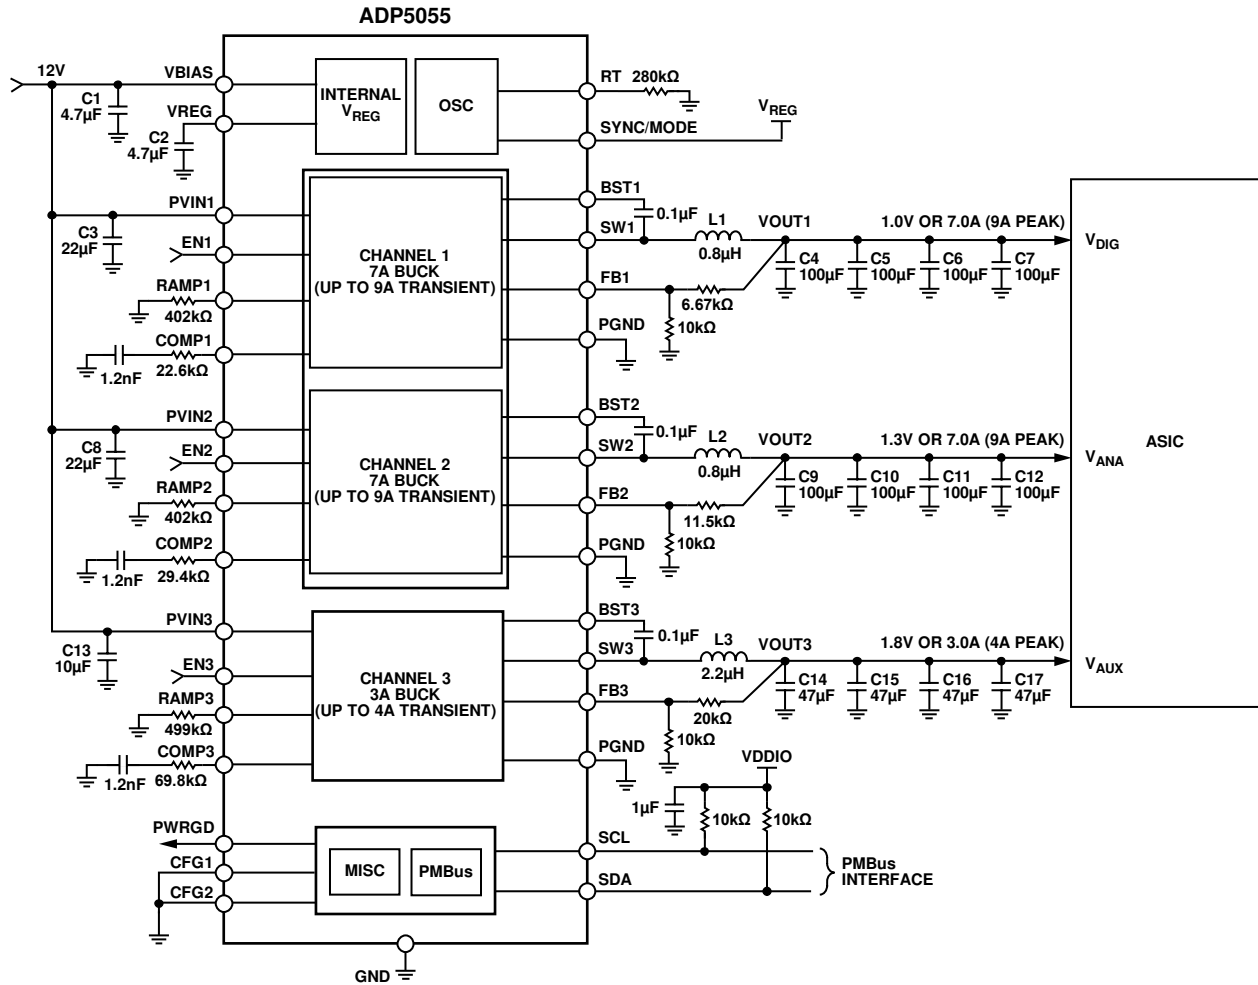 ADP5055
12V
VBIAS
C1
4.7µF
VREG
C2
4.7µF
INTERNAL
VREG
OSC
RT 280kΩ
SYNC/MODE
VREG
PVIN1
C3
22µF
EN1
RAMP1
402kΩ
COMP1
1.2nF 22.6kΩ
CHANNEL 1
7A BUCK
(UP TO 9A TRANSIENT)
BST1
0.1µF
SW1
L1
0.8µH
VOUT1
1.0V OR 7.0A (9A PEAK)
FB1
6.67kΩ
10kΩ
PGND
C4
100µF
C5
100µF
C6
100µF
C7
100µF
VDIG
PVIN2
C8
22µF
EN2
RAMP2
402kΩ
COMP2
1.2nF 29.4kΩ
CHANNEL 2
7A BUCK
(UP TO 9A TRANSIENT)
BST2
0.1µF
SW2
L2
0.8µH
VOUT2
1.3V OR 7.0A (9A PEAK)
FB2
11.5kΩ
10kΩ
PGND
C9
100µF
C10
100µF
C11
100µF
C12
100µF
VANA
ASIC
PVIN3
C13
10µF
EN3
RAMP3
499kΩ
COMP3
1.2nF 69.8kΩ
CHANNEL 3
3A BUCK
(UP TO 4A TRANSIENT)
BST3
0.1µF
SW3
L3
2.2µH
VOUT3
1.8V OR 3.0A (4A PEAK)
FB3
20kΩ
10kΩ
PGND
C14
47µF
C15
47µF
C16
47µF
C17
47µF
VAUX
VDDIO
1µF
10kΩ
10kΩ
PWRGD
CFG1
CFG2
MISC
PMBus
SCL
SDA
PMBus
INTERFACE
GND